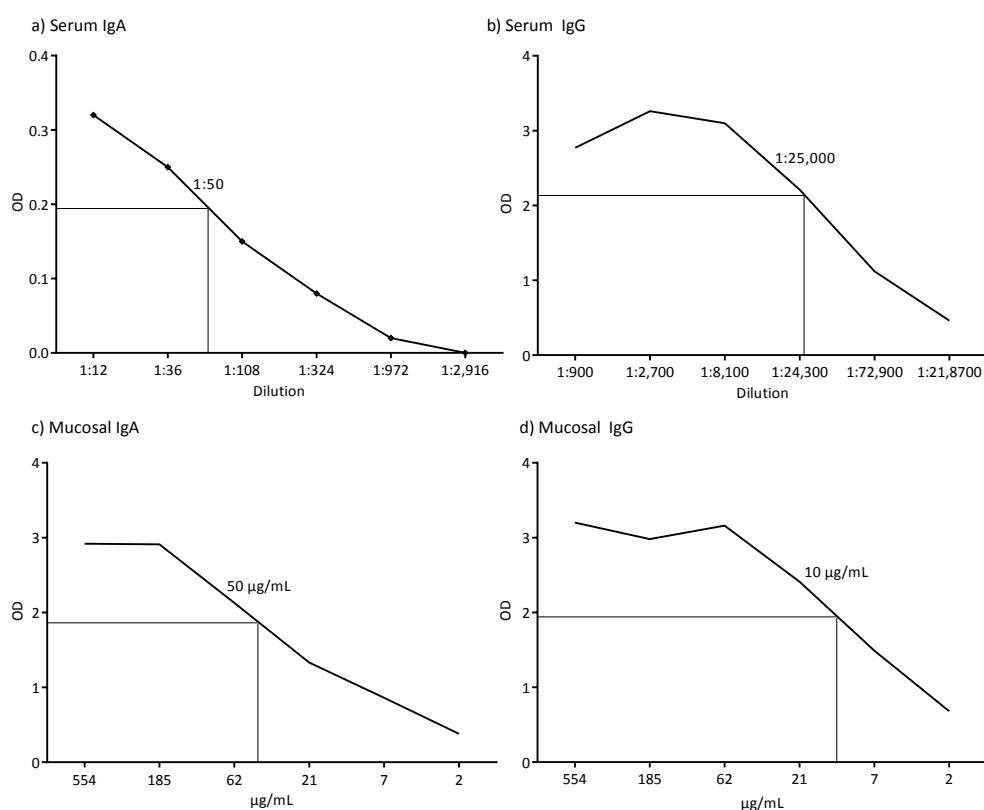 a) Serum IgA
b) Serum IgG
0.4
0.3
0.2
0.1
0.0
OD
1:50
1:12 1:36 1:108 1:324 1:972 1:2,916
Dilution
4
3
2
1
0
OD
1:25,000
1:900 1:2,700 1:8,100 1:24,300 1:72,900 1:21,8700
Dilution
c) Mucosal IgA
d) Mucosal IgG
4
3
2
1
0
OD
50 µg/mL
554 185 62 21 7 2
µg/mL
4
3
2
1
0
OD
10 µg/mL
554 185 62 21 7 2
µg/mL